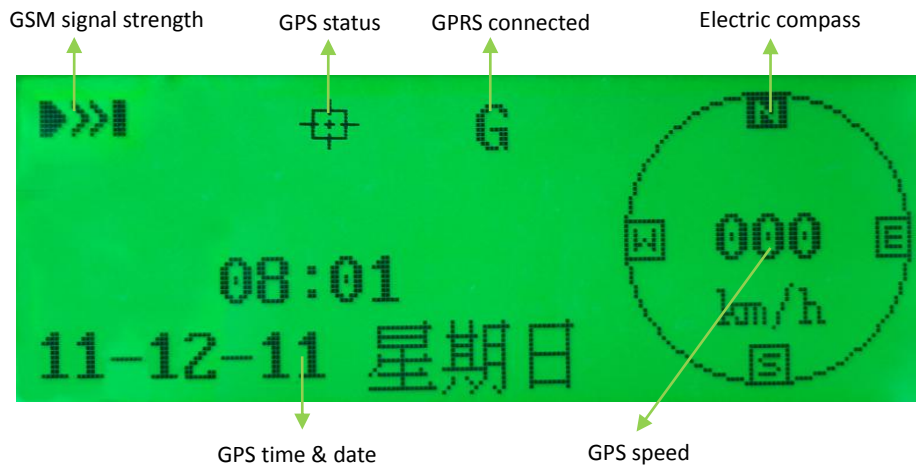 GSM signal strength
GPS status
GPRS connected
Electric compass
G
N
W
000
E
08:01
km/h
11-12-11 星期日
S
GPS time & date
GPS speed